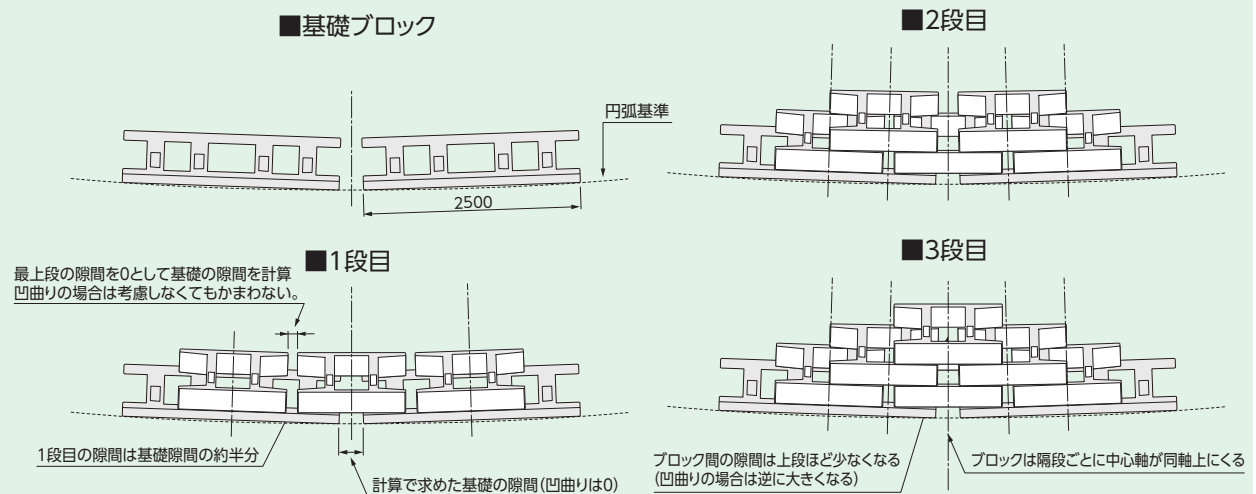 ■基礎ブロック
円弧基準
2500
■2段目
■1段目
最上段の隙間を0として基礎の隙間を計算
凹曲りの場合は考慮しなくてもかまわない。
1段目の隙間は基礎隙間の約半分
計算で求めた基礎の隙間(凹曲りは0)
■3段目
ブロック間の隙間は上段ほど少なくなる
(凹曲りの場合は逆に大きくなる)
ブロックは隔段ごとに中心軸が同軸上にくる